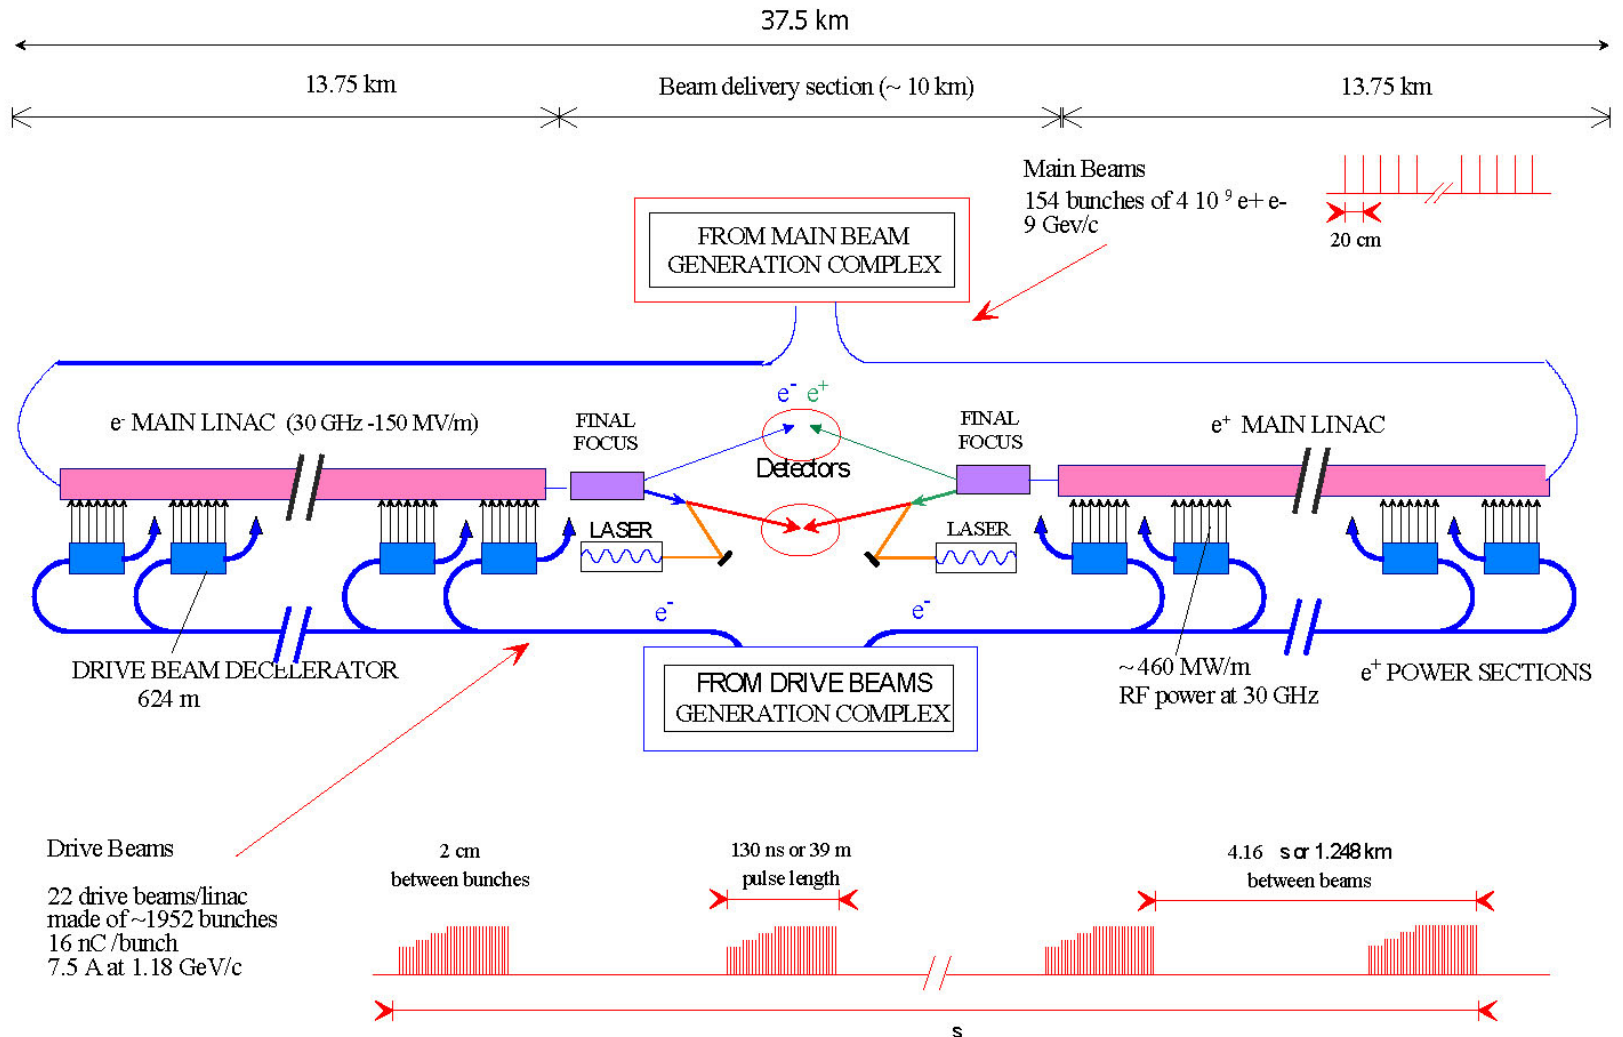 37.5 km
13.75 km
Beam delivery section (~ 10 km)
13.75 km
Main Beams
154 bunches of 4 10 ⁹ e+ e-
9 Gev/c
20 cm
FROM MAIN BEAM
GENERATION COMPLEX
e⁻ e⁺
e⁻ MAIN LINAC (30 GHz -150 MV/m)
FINAL
FOCUS
Detectors
FINAL
FOCUS
e⁺ MAIN LINAC
LASER
LASER
e⁻
e⁻
DRIVE BEAM DECELERATOR
624 m
FROM DRIVE BEAMS
GENERATION COMPLEX
~ 460 MW/m
RF power at 30 GHz
e⁺ POWER SECTIONS
Drive Beams
22 drive beams/linac
made of ~1952 bunches
16 nC /bunch
7.5 A at 1.18 GeV/c
2 cm
between bunches
130 ns or 39 m
pulse length
4.16 s or 1.248 km
between beams
s